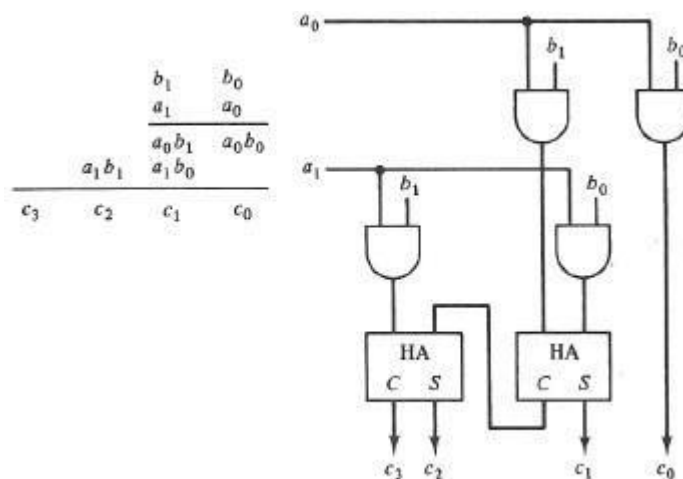 b₁ b₀
a₁ a₀
a₀b₁ a₀b₀
a₁b₁ a₁b₀
c₃ c₂ c₁ c₀
a₀
b₁ b₀
a₁
b₁ b₀
HA HA
C S C S
c₃ c₂ c₁ c₀